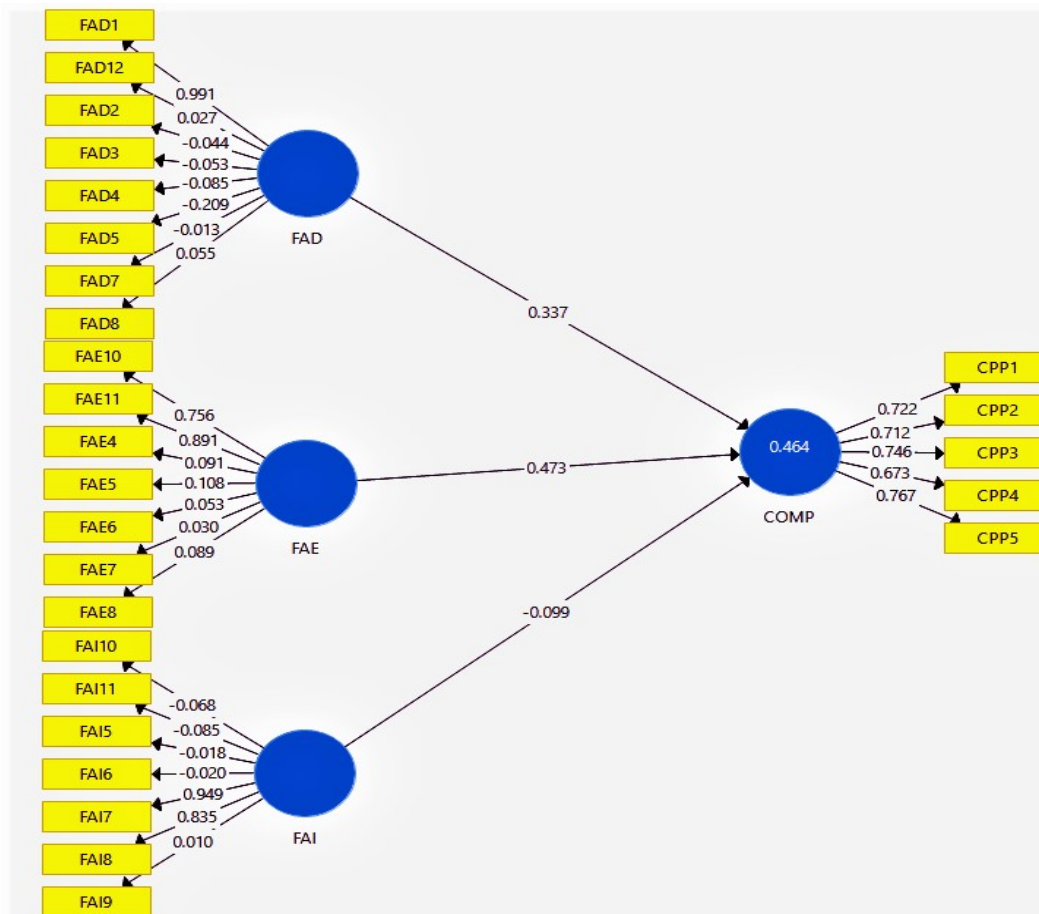 FAD1
FAD12
FAD2
FAD3
FAD4
FAD5
FAD7
FAD8
0.991
0.027
-0.044
-0.053
-0.085
-0.209
-0.013
0.055
FAD
0.337
FAE10
FAE11
FAE4
FAE5
FAE6
FAE7
FAE8
0.756
0.891
0.091
0.108
0.053
0.030
0.089
FAE
0.473
FAI10
FAI11
FAI5
FAI6
FAI7
FAI8
FAI9
-0.068
-0.085
-0.018
-0.020
0.949
0.835
0.010
FAI
-0.099
0.464
COMP
0.722
0.712
0.746
0.673
0.767
CPP1
CPP2
CPP3
CPP4
CPP5